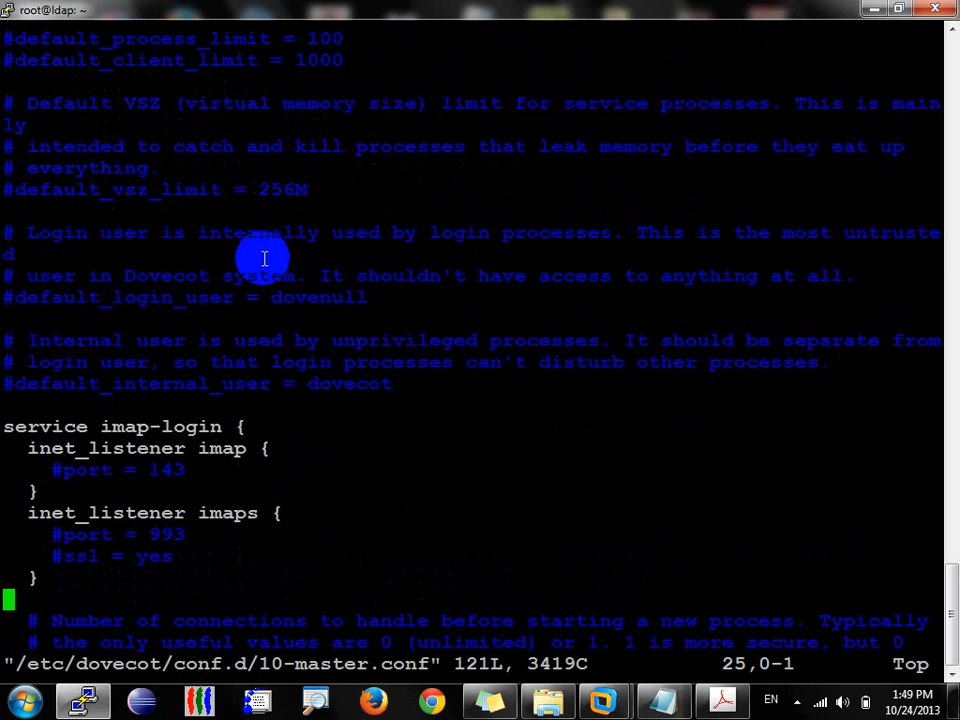 root@ldap: ~
#default_process_limit = 100
#default_client_limit = 1000
# Default VSZ (virtual memory size) limit for service processes. This is main
ly
# intended to catch and kill processes that leak memory before they eat up
# everything.
#default_vsz_limit = 256M
# Login user is internally used by login processes. This is the most untruste
d
# user in Dovecot system. It shouldn't have access to anything at all.
#default_login_user = dovenull
# Internal user is used by unprivileged processes. It should be separate from
# login user, so that login processes can't disturb other processes.
#default_internal_user = dovecot
service imap-login {
inet_listener imap {
#port = 143
}
inet_listener imaps {
#port = 993
#ssl = yes
}
# Number of connections to handle before starting a new process. Typically
# the only useful values are 0 (unlimited) or 1. 1 is more secure, but 0
"/etc/dovecot/conf.d/10-master.conf" 121L, 3419C 25,0-1 Top
EN
1:49 PM
10/24/2013